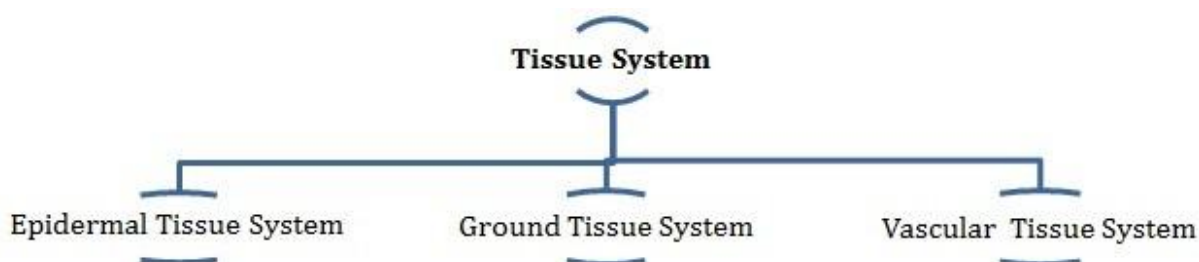 Tissue System
Epidermal Tissue System
Ground Tissue System
Vascular Tissue System